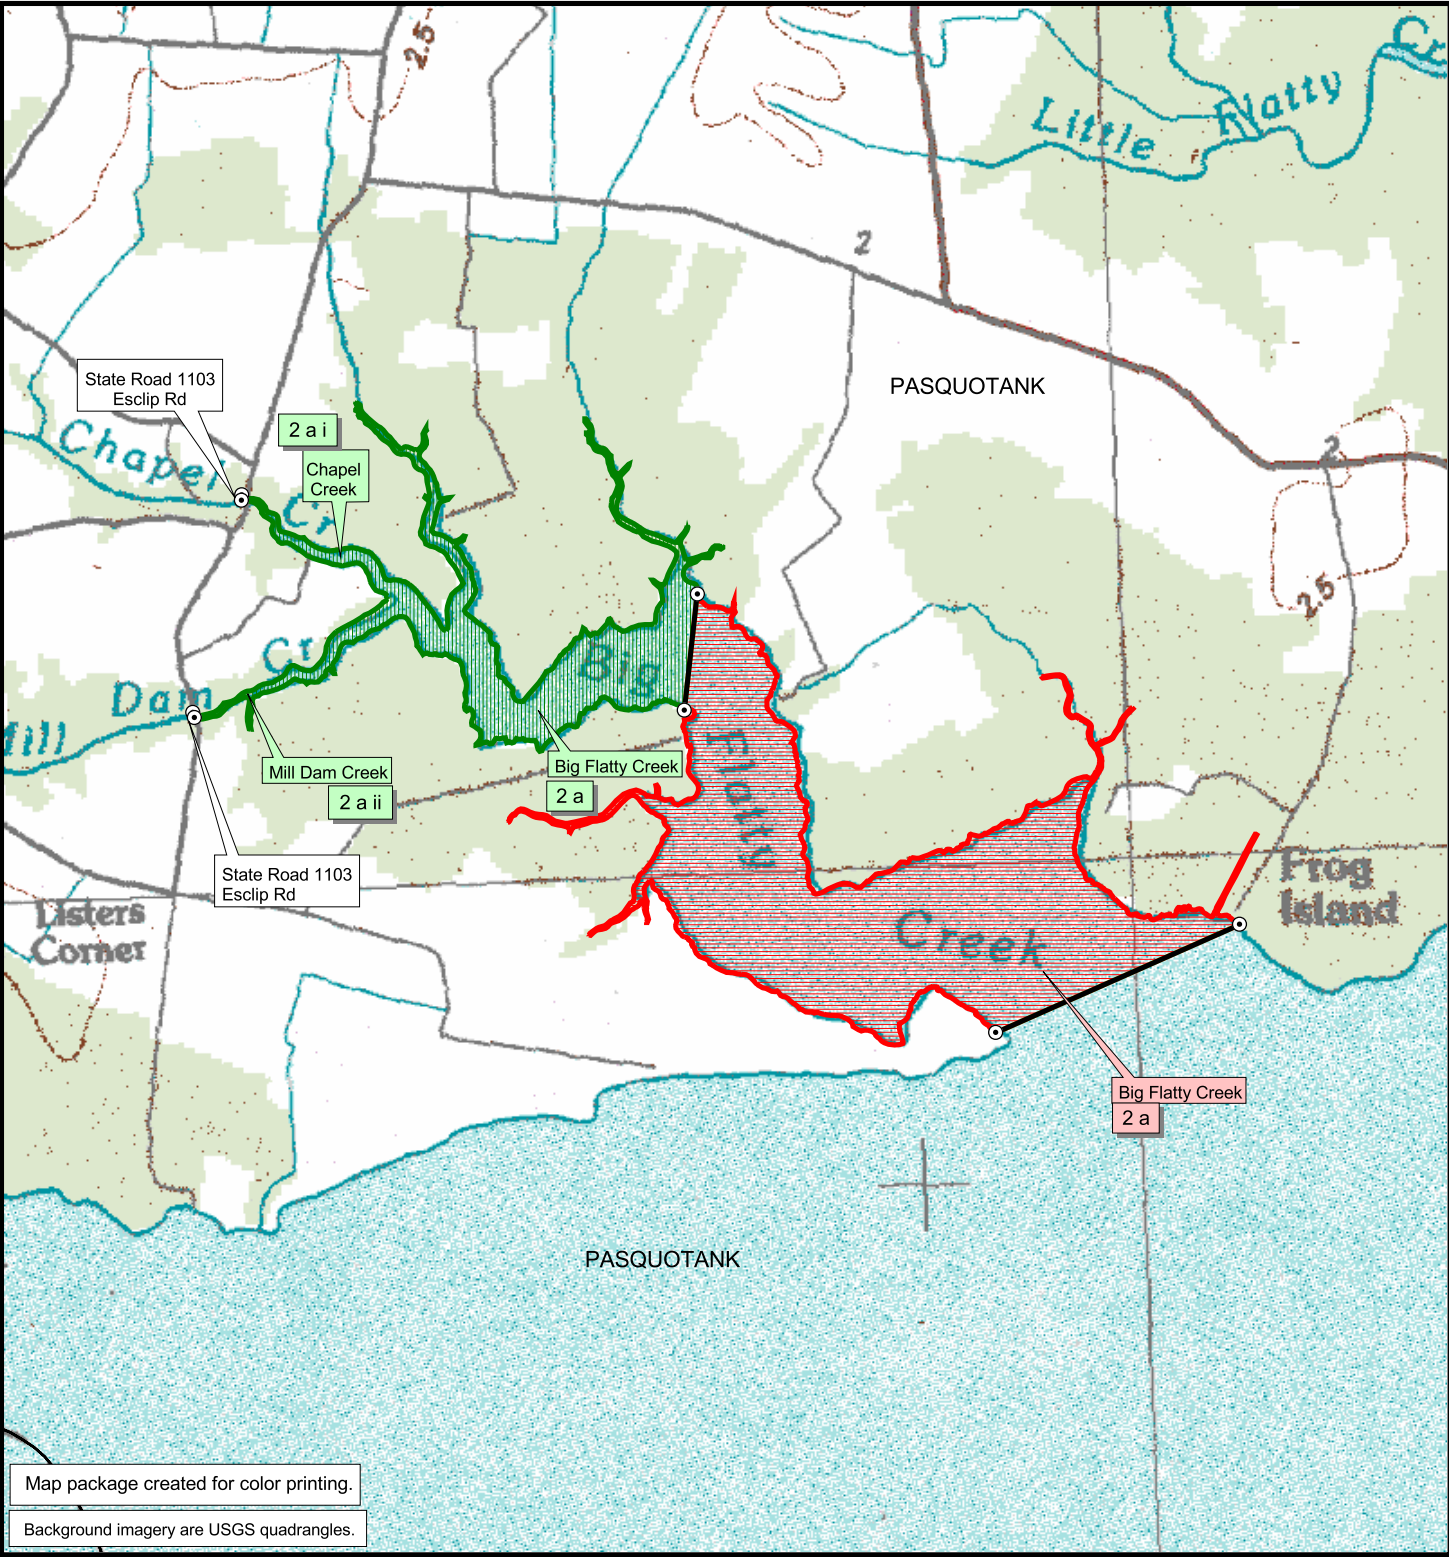 2.5
Cr
Little
Flatty
2
State Road 1103
Esclip Rd
PASQUOTANK
2 a i
Chapel
Cr
Chapel
Creek
2
2.5
Dam
Cr
Mill
Big
Flatty
Creek
Mill Dam Creek
2 a ii
Big Flatty Creek
2 a
State Road 1103
Esclip Rd
Listers
Corner
Frog
Island
Big Flatty Creek
2 a
PASQUOTANK
Map package created for color printing.
Background imagery are USGS quadrangles.